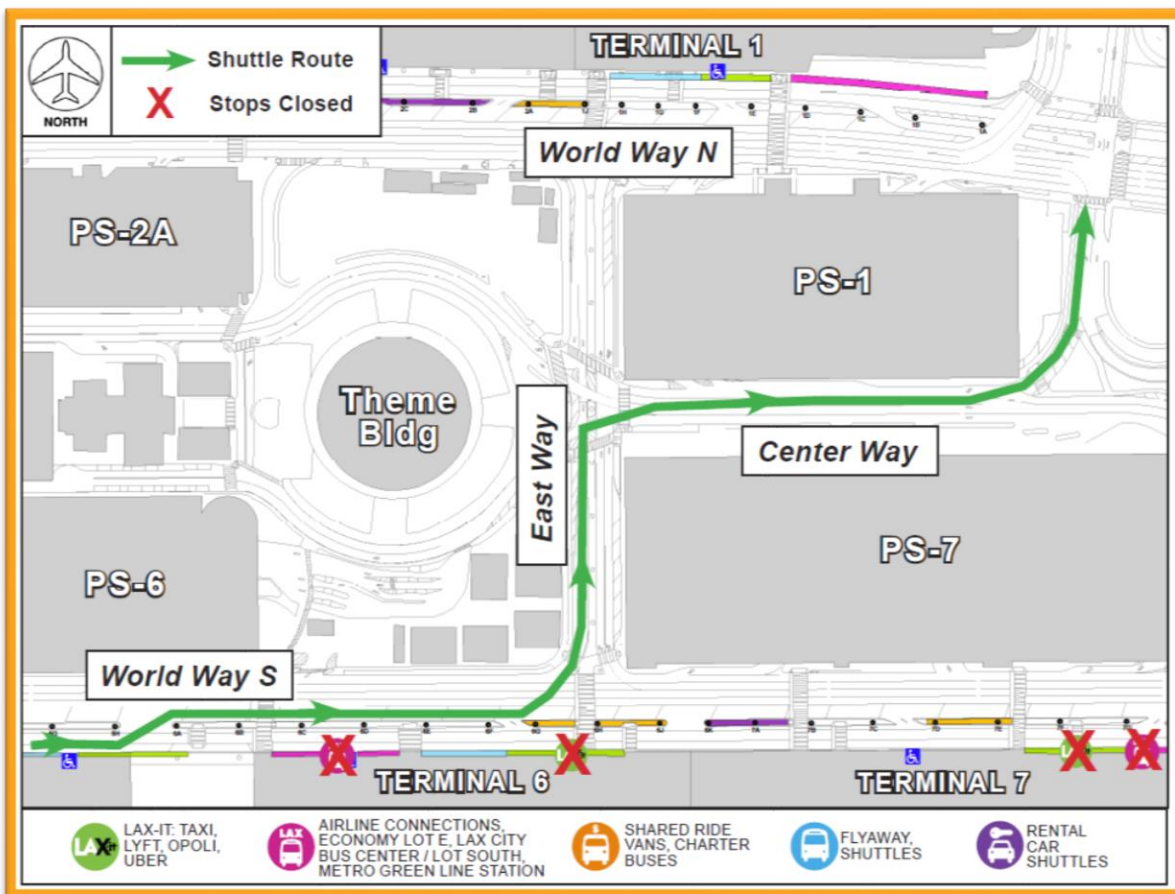 NORTH
Shuttle Route
X Stops Closed
TERMINAL 1
World Way N
PS-2A
PS-1
Theme
Bldg
East Way
Center Way
PS-7
PS-6
World Way S
TERMINAL 6
TERMINAL 7
LAXit
LAX-IT: TAXI,
LYFT, OPOLI,
UBER
LAX
AIRLINE CONNECTIONS,
ECONOMY LOT E, LAX CITY
BUS CENTER / LOT SOUTH,
METRO GREEN LINE STATION
SHARED RIDE
VANS, CHARTER
BUSES
FLYAWAY,
SHUTTLES
RENTAL
CAR
SHUTTLES